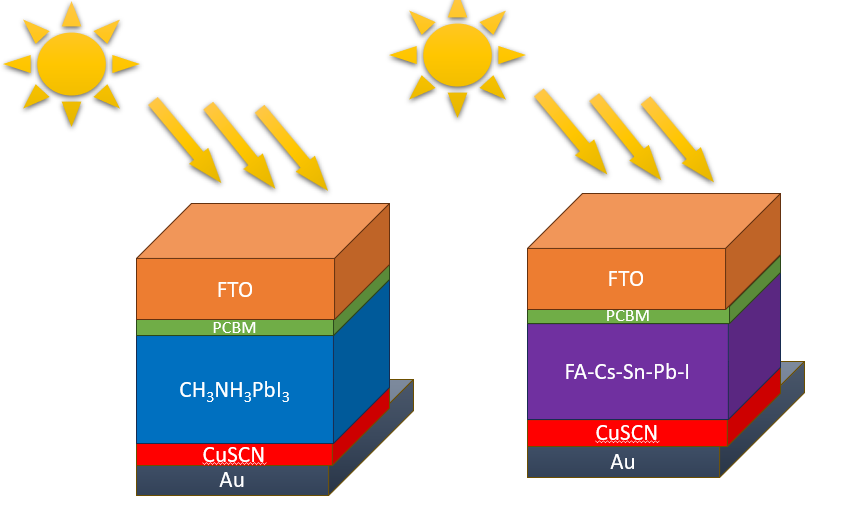 FTO
PCBM
CH₃NH₃PbI₃
CuSCN
Au
FTO
PCBM
FA-Cs-Sn-Pb-I
CuSCN
Au